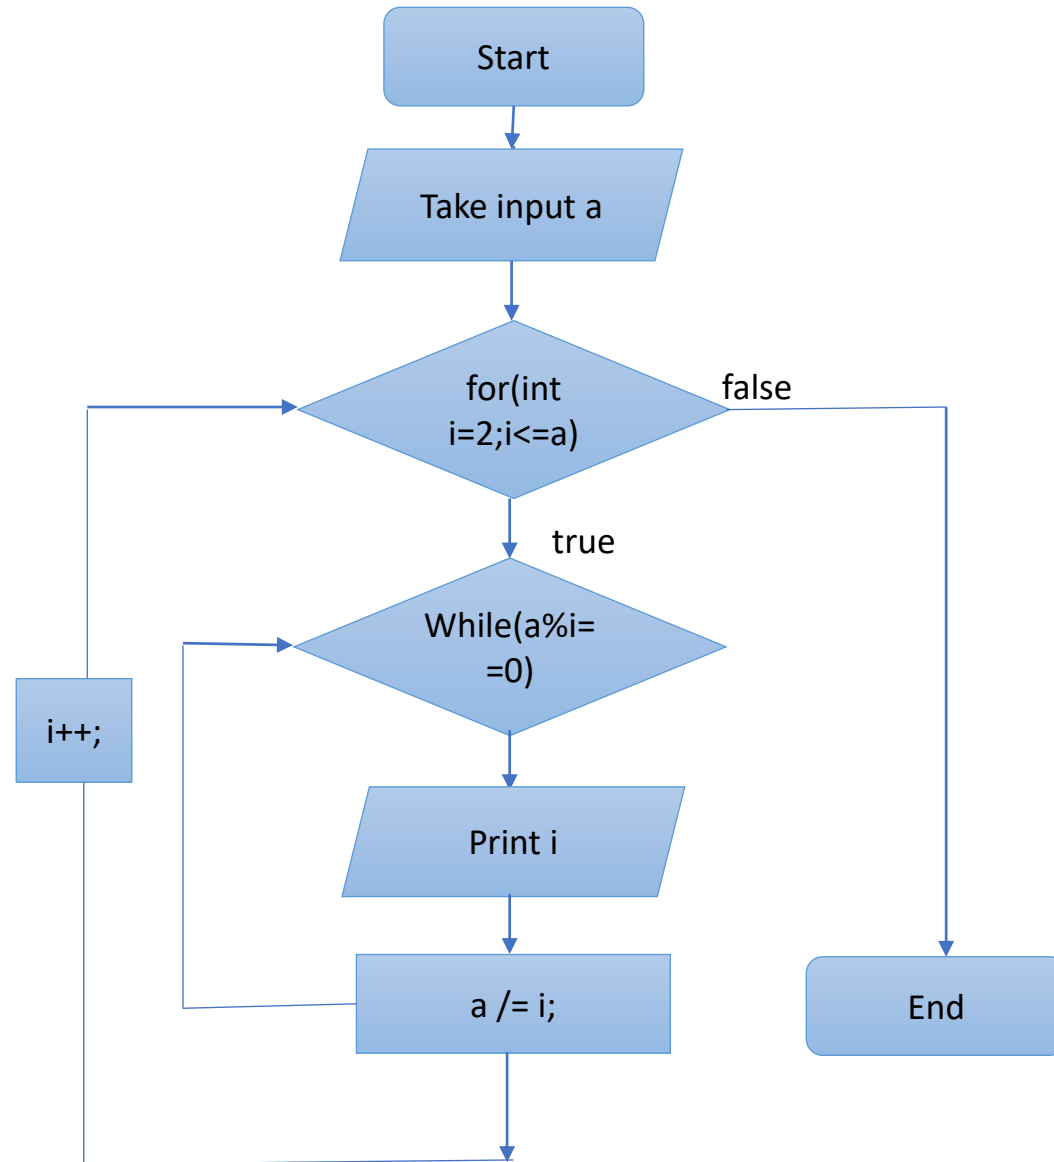 Start
Take input a
for(int
i=2;i<=a)
false
true
While(a%i=
=0)
i++;
Print i
a /= i;
End